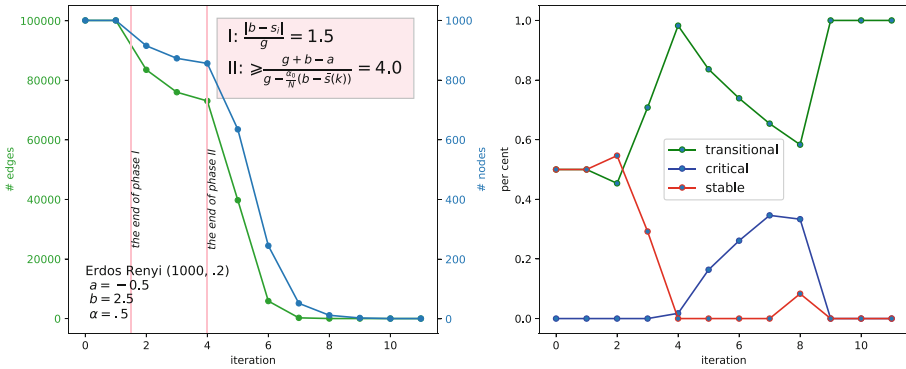 100000
80000
60000
40000
20000
0
# edges
0 2 4 6 8 10
iteration
1000
800
600
400
200
0
# nodes
I: |b−s_i|/g = 1.5
II: ⩾ (g+b−a)/(g−(α_0/N)(b−s̄(k))) = 4.0
the end of phase I
the end of phase II
Erdos Renyi (1000, .2)
a = −0.5
b = 2.5
α = .5
1.0
0.8
0.6
0.4
0.2
0.0
per cent
0 2 4 6 8 10
iteration
transitional
critical
stable